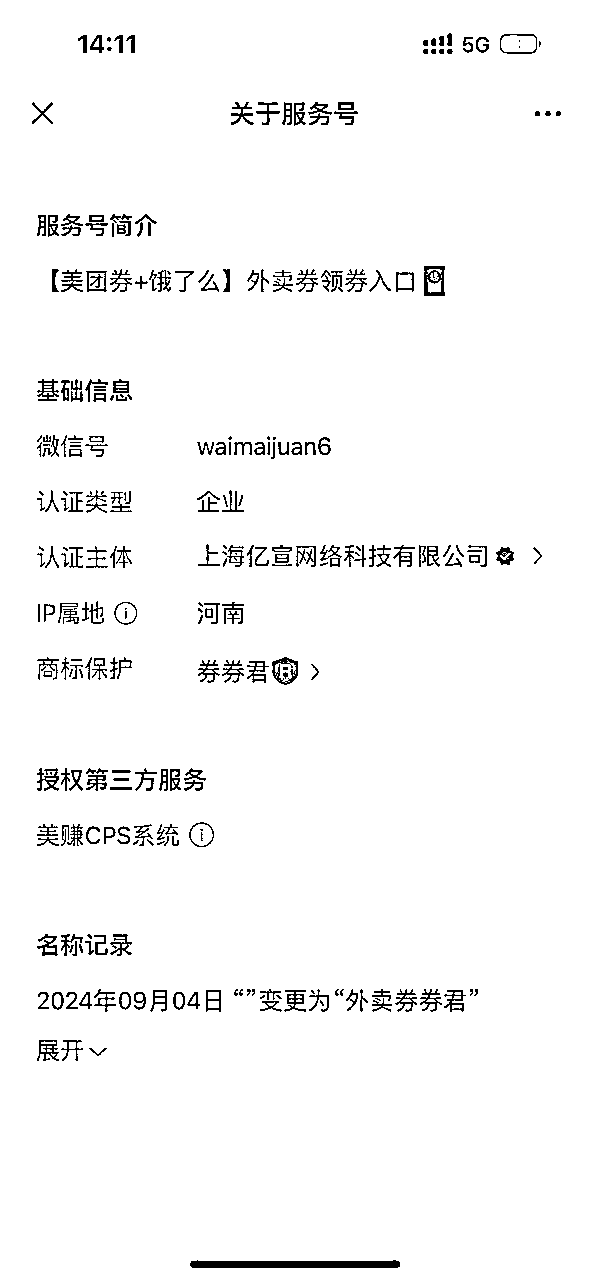 14:11
5G
关于服务号
服务号简介
【美团券+饿了么】外卖券领券入口
基础信息
微信号 waimaijuan6
认证类型 企业
认证主体 上海亿宣网络科技有限公司
IP属地 河南
商标保护 券券君
授权第三方服务
美赚CPS系统
名称记录
2024年09月04日 “”变更为“外卖券券君”
展开